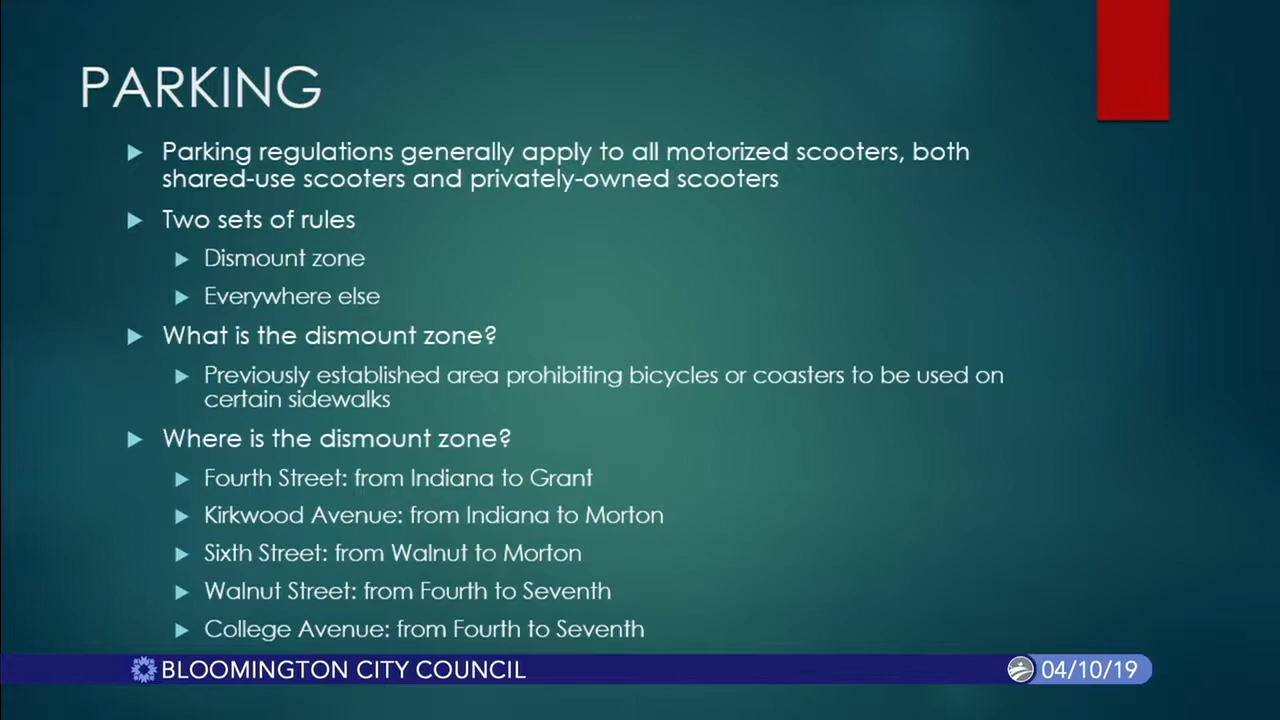 PARKING
Parking regulations generally apply to all motorized scooters, both
shared-use scooters and privately-owned scooters
Two sets of rules
Dismount zone
Everywhere else
What is the dismount zone?
Previously established area prohibiting bicycles or coasters to be used on
certain sidewalks
Where is the dismount zone?
Fourth Street: from Indiana to Grant
Kirkwood Avenue: from Indiana to Morton
Sixth Street: from Walnut to Morton
Walnut Street: from Fourth to Seventh
College Avenue: from Fourth to Seventh
BLOOMINGTON CITY COUNCIL 04/10/19